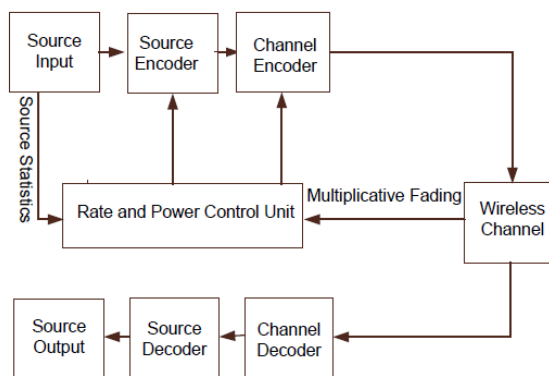 Source
Input
Source
Encoder
Channel
Encoder
Source Statistics
Rate and Power Control Unit
Multiplicative Fading
Wireless
Channel
Source
Output
Source
Decoder
Channel
Decoder